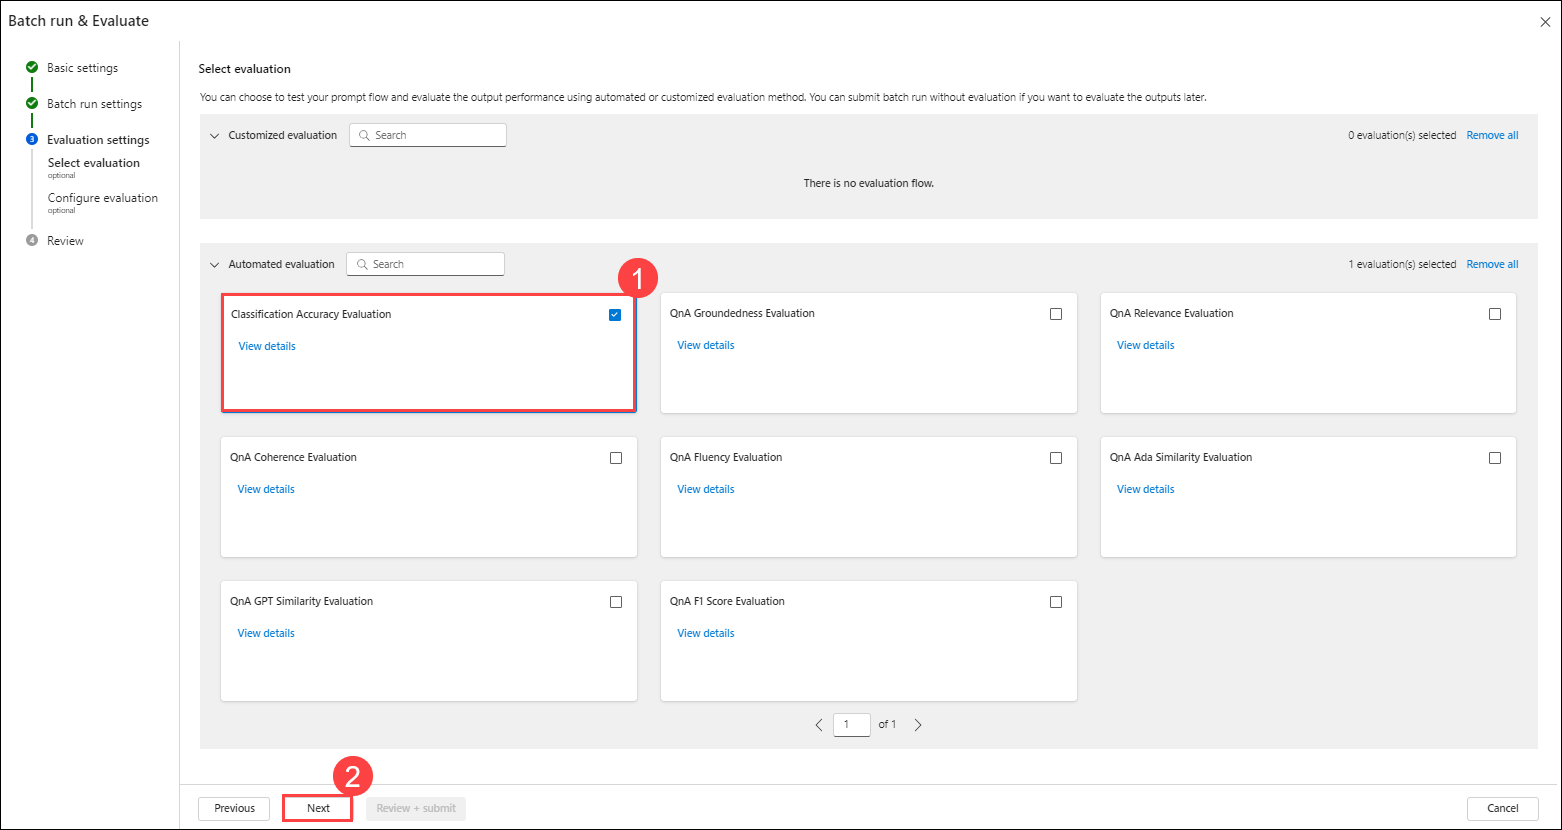 Batch run & Evaluate
Basic settings
Batch run settings
3 Evaluation settings
Select evaluation
optional
Configure evaluation
optional
4 Review
Select evaluation
You can choose to test your prompt flow and evaluate the output performance using automated or customized evaluation method. You can submit batch run without evaluation if you want to evaluate the outputs later.
Customized evaluation Search 0 evaluation(s) selected Remove all
There is no evaluation flow.
Automated evaluation Search 1 evaluation(s) selected Remove all
1
Classification Accuracy Evaluation
View details
QnA Groundedness Evaluation
View details
QnA Relevance Evaluation
View details
QnA Coherence Evaluation
View details
QnA Fluency Evaluation
View details
QnA Ada Similarity Evaluation
View details
QnA GPT Similarity Evaluation
View details
QnA F1 Score Evaluation
View details
1 of 1
2
Previous Next Review + submit Cancel